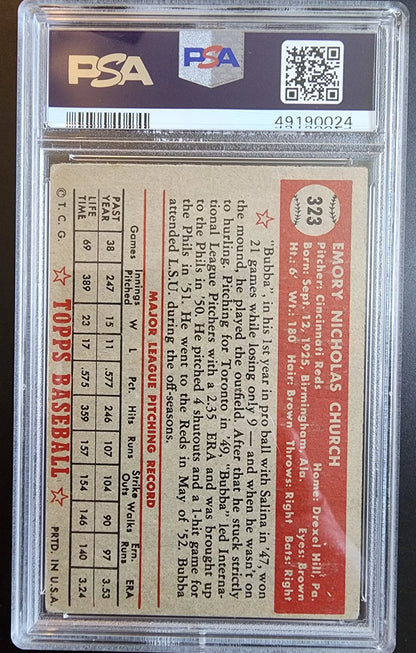 PSA
PSA
49190024
323
EMORY NICHOLAS CHURCH
Pitcher: Cincinnati Reds Home: Drexel Hill, Pa.
Born: Sept. 12, 1925, Birmingham, Ala. Eyes: Brown
Ht.: 6' Wt.: 180 Hair: Brown Throws: Right Bats: Right
"Bubba", in his 1st year in pro ball with Salina in '47, won
21 games while losing only 9 — and when he wasn't on
the mound, he played the outfield. After that he stuck strictly
to hurling. Pitching for Toronto in '49, "Bubba" led Interna-
tional League Pitchers with a 2.35 ERA and was brought up
to the Phils in '50. He pitched 4 shutouts and a 1-hit game for
the Phils in '51. He went to the Reds in May of '52. Bubba
attended L.S.U. during the off-seasons.
MAJOR LEAGUE PITCHING RECORD
Games Innings Pitched W L Pct. Hits Runs Strike Outs Walks Ern. Runs ERA
PAST YEAR 38 247 15 11 .577 246 107 104 90 97 3.53
LIFE TIME 69 389 23 17 .575 359 157 154 146 140 3.24
© T. C. G. TOPPS BASEBALL PRTD. IN U.S.A